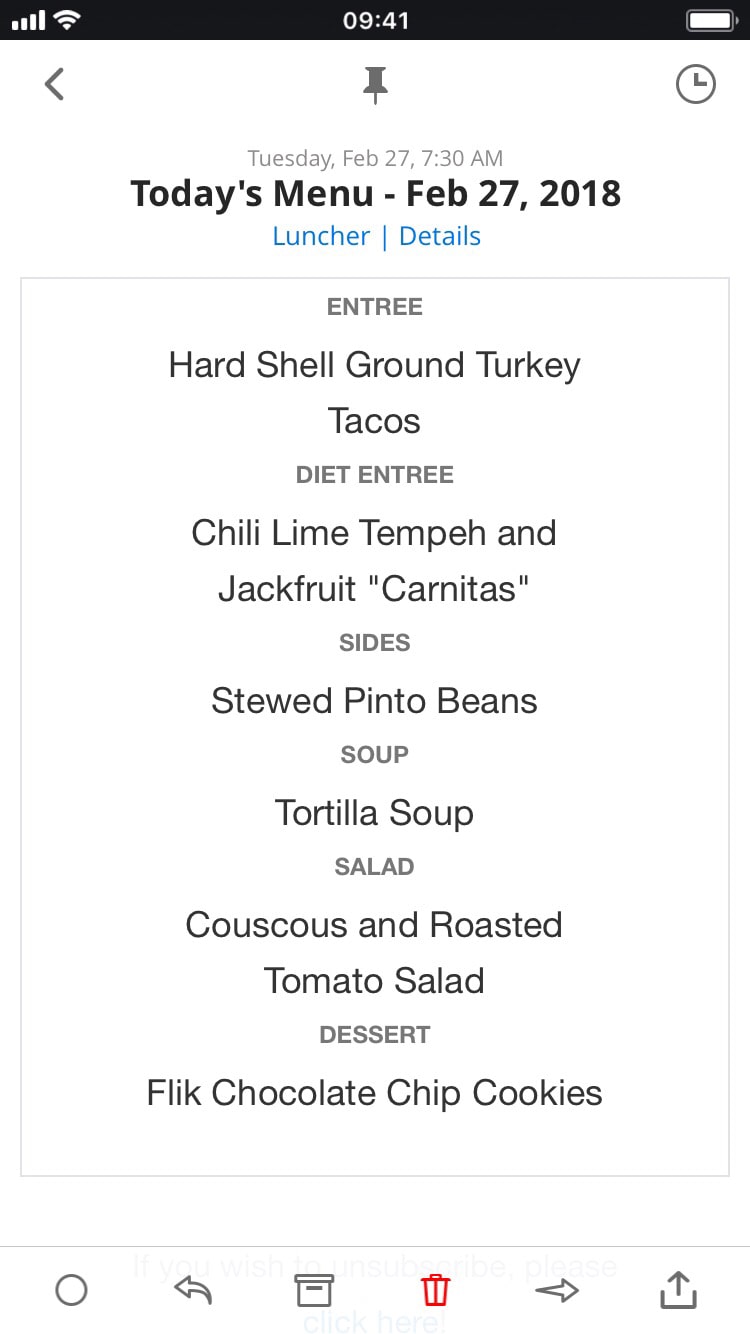 09:41
Tuesday, Feb 27, 7:30 AM
Today's Menu - Feb 27, 2018
Luncher | Details
ENTREE
Hard Shell Ground Turkey
Tacos
DIET ENTREE
Chili Lime Tempeh and
Jackfruit "Carnitas"
SIDES
Stewed Pinto Beans
SOUP
Tortilla Soup
SALAD
Couscous and Roasted
Tomato Salad
DESSERT
Flik Chocolate Chip Cookies
If you wish to unsubscribe, please
click here!